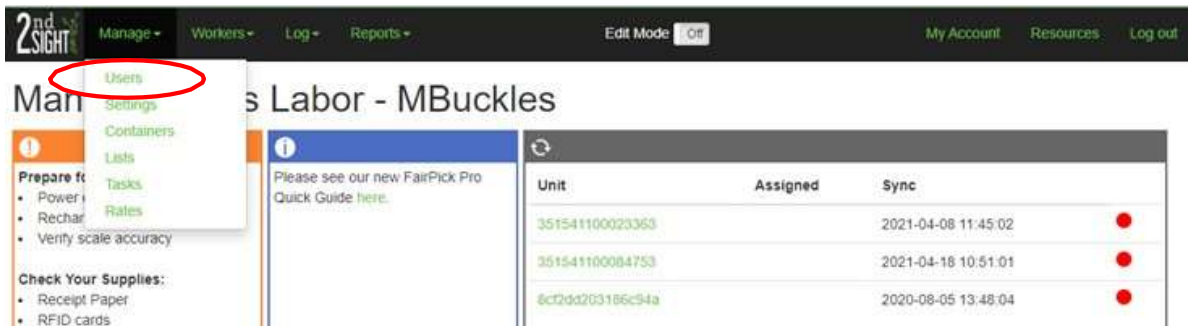 2nd SIGHT
Manage
Workers
Log
Reports
Edit Mode Off
My Account
Resources
Log out
Users
Settings
Containers
Lists
Tasks
Rates
Man s Labor - MBuckles
Prepare fo
• Power
• Rechar
• Verify scale accuracy
Check Your Supplies:
• Receipt Paper
• RFID cards
Please see our new FairPick Pro
Quick Guide here.
Unit Assigned Sync
351541100023363 2021-04-08 11:45:02
351541100084753 2021-04-18 10:51:01
6cf2dd203186c94a 2020-08-05 13:48:04